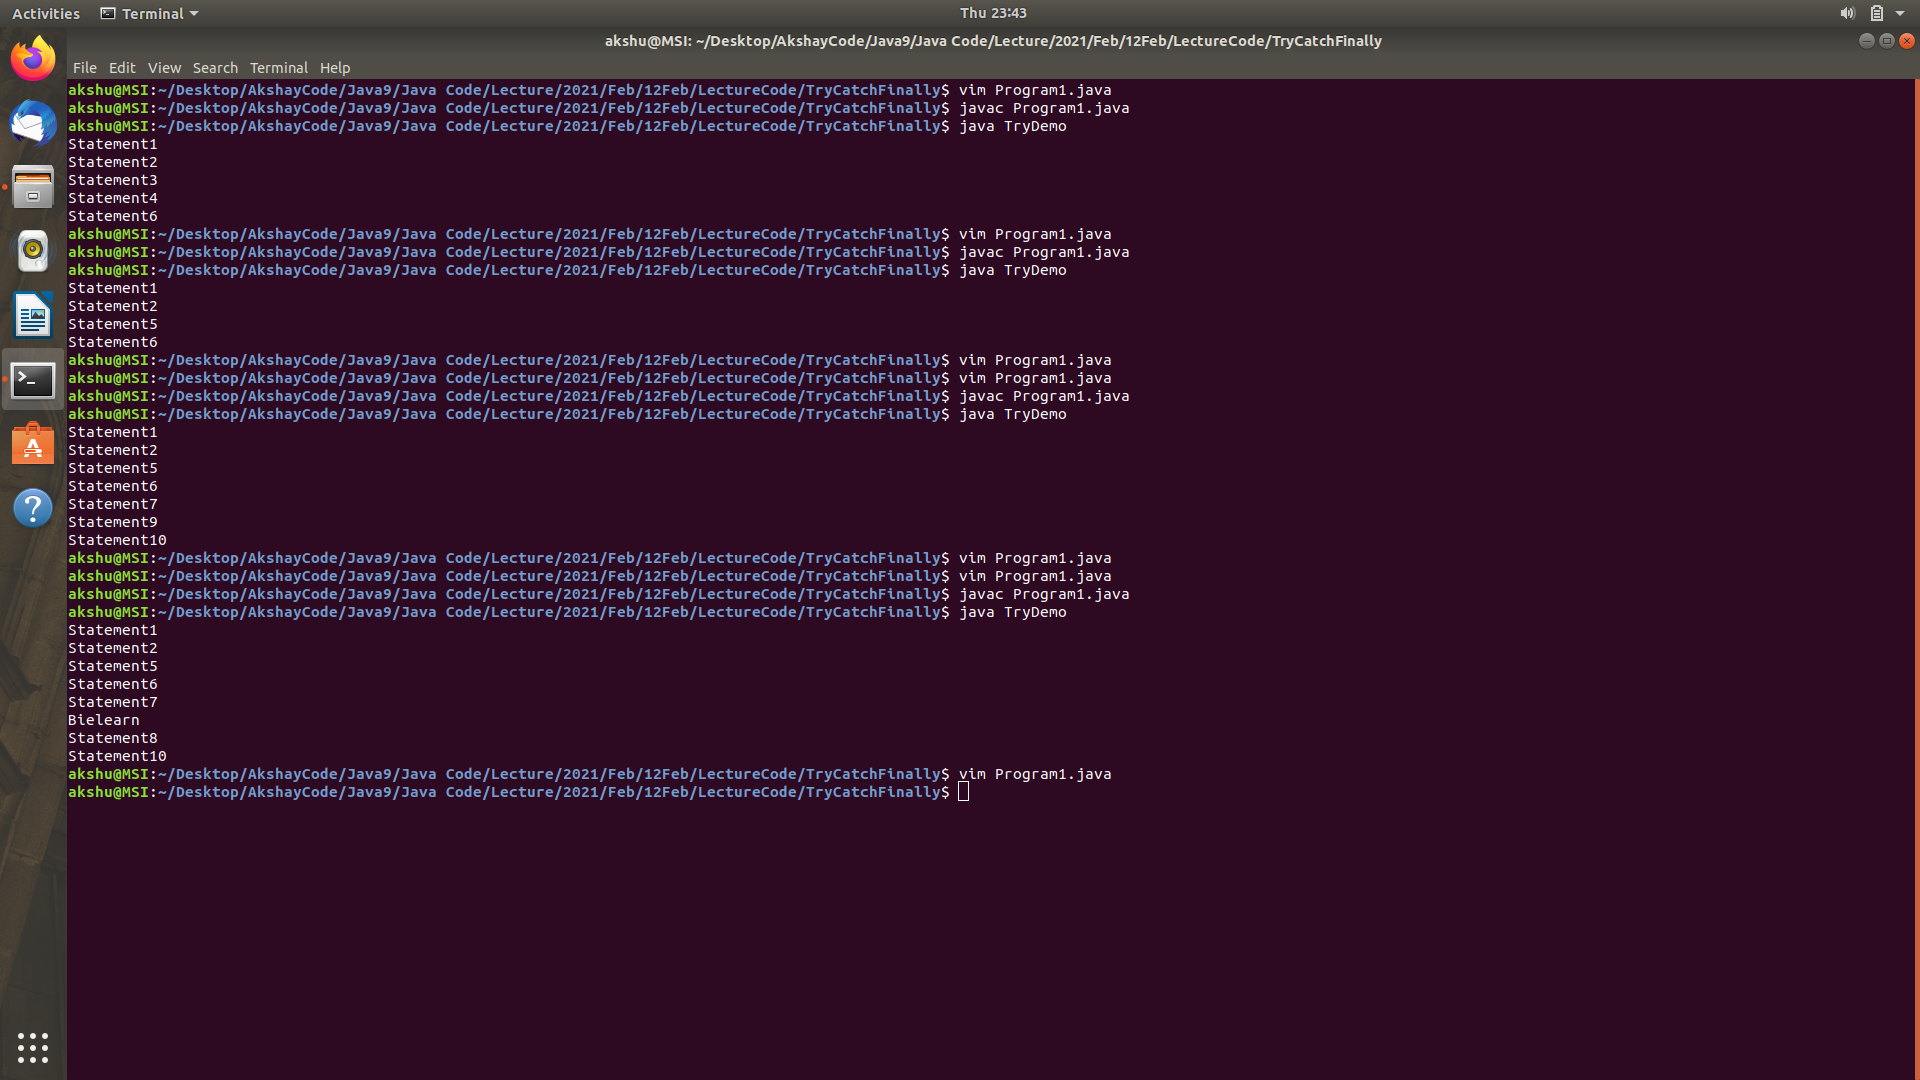 Activities Terminal Thu 23:43
akshu@MSI: ~/Desktop/AkshayCode/Java9/Java Code/Lecture/2021/Feb/12Feb/LectureCode/TryCatchFinally
File Edit View Search Terminal Help
akshu@MSI:~/Desktop/AkshayCode/Java9/Java Code/Lecture/2021/Feb/12Feb/LectureCode/TryCatchFinally$ vim Program1.java
akshu@MSI:~/Desktop/AkshayCode/Java9/Java Code/Lecture/2021/Feb/12Feb/LectureCode/TryCatchFinally$ javac Program1.java
akshu@MSI:~/Desktop/AkshayCode/Java9/Java Code/Lecture/2021/Feb/12Feb/LectureCode/TryCatchFinally$ java TryDemo
Statement1
Statement2
Statement3
Statement4
Statement6
akshu@MSI:~/Desktop/AkshayCode/Java9/Java Code/Lecture/2021/Feb/12Feb/LectureCode/TryCatchFinally$ vim Program1.java
akshu@MSI:~/Desktop/AkshayCode/Java9/Java Code/Lecture/2021/Feb/12Feb/LectureCode/TryCatchFinally$ javac Program1.java
akshu@MSI:~/Desktop/AkshayCode/Java9/Java Code/Lecture/2021/Feb/12Feb/LectureCode/TryCatchFinally$ java TryDemo
Statement1
Statement2
Statement5
Statement6
akshu@MSI:~/Desktop/AkshayCode/Java9/Java Code/Lecture/2021/Feb/12Feb/LectureCode/TryCatchFinally$ vim Program1.java
akshu@MSI:~/Desktop/AkshayCode/Java9/Java Code/Lecture/2021/Feb/12Feb/LectureCode/TryCatchFinally$ vim Program1.java
akshu@MSI:~/Desktop/AkshayCode/Java9/Java Code/Lecture/2021/Feb/12Feb/LectureCode/TryCatchFinally$ javac Program1.java
akshu@MSI:~/Desktop/AkshayCode/Java9/Java Code/Lecture/2021/Feb/12Feb/LectureCode/TryCatchFinally$ java TryDemo
Statement1
Statement2
Statement5
Statement6
Statement7
Statement9
Statement10
akshu@MSI:~/Desktop/AkshayCode/Java9/Java Code/Lecture/2021/Feb/12Feb/LectureCode/TryCatchFinally$ vim Program1.java
akshu@MSI:~/Desktop/AkshayCode/Java9/Java Code/Lecture/2021/Feb/12Feb/LectureCode/TryCatchFinally$ vim Program1.java
akshu@MSI:~/Desktop/AkshayCode/Java9/Java Code/Lecture/2021/Feb/12Feb/LectureCode/TryCatchFinally$ javac Program1.java
akshu@MSI:~/Desktop/AkshayCode/Java9/Java Code/Lecture/2021/Feb/12Feb/LectureCode/TryCatchFinally$ java TryDemo
Statement1
Statement2
Statement5
Statement6
Statement7
Bielearn
Statement8
Statement10
akshu@MSI:~/Desktop/AkshayCode/Java9/Java Code/Lecture/2021/Feb/12Feb/LectureCode/TryCatchFinally$ vim Program1.java
akshu@MSI:~/Desktop/AkshayCode/Java9/Java Code/Lecture/2021/Feb/12Feb/LectureCode/TryCatchFinally$